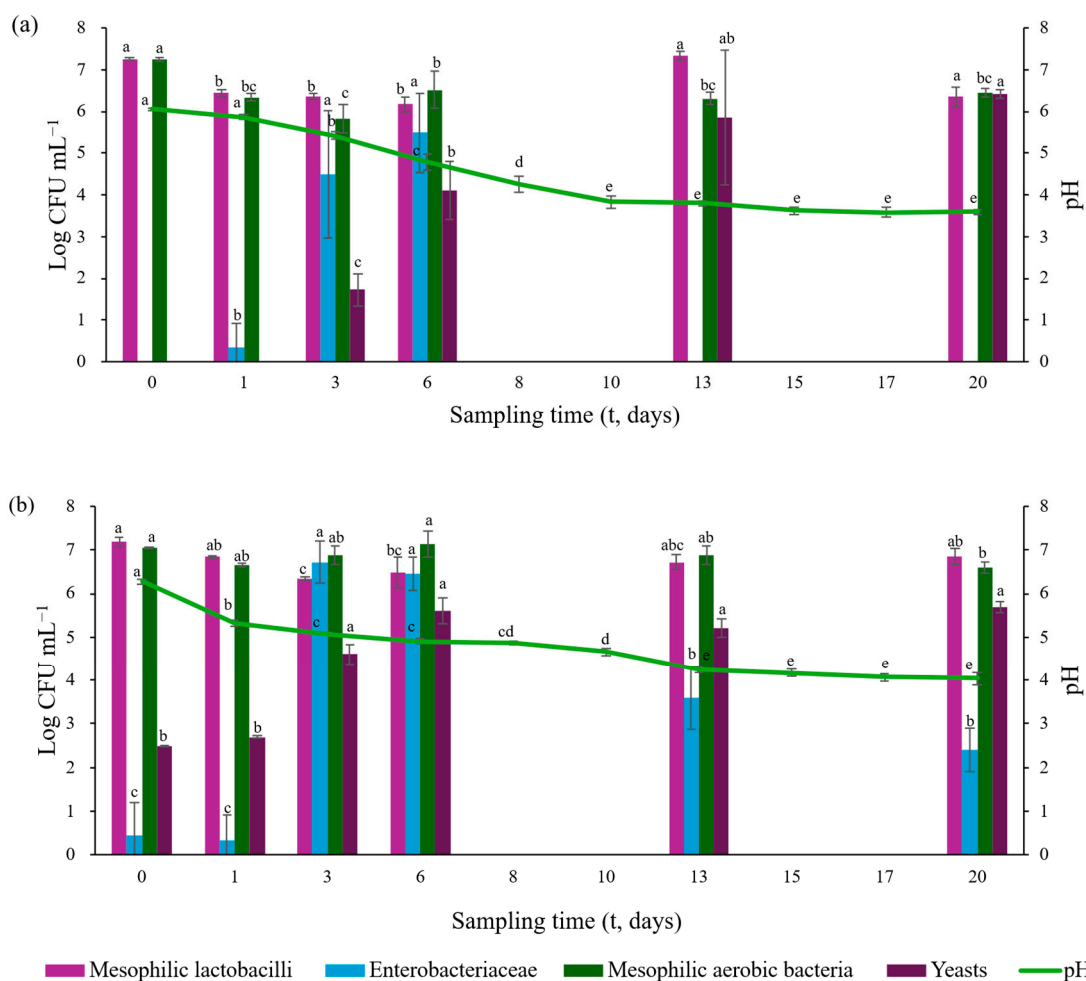 (a)
8
7
6
5
4
3
2
1
0
Log CFU mL−1
a a b bc b a c b a b a ab a bc a
a a b c d e e e e e
b c b
8
7
6
5
4
3
2
1
0
pH
0 1 3 6 8 10 13 15 17 20
Sampling time (t, days)
(b)
8
7
6
5
4
3
2
1
0
Log CFU mL−1
a a ab ab c a ab bc a a abc ab ab b
a b c c cd d e e e e
c b c b a a b a b a
8
7
6
5
4
3
2
1
0
pH
0 1 3 6 8 10 13 15 17 20
Sampling time (t, days)
Mesophilic lactobacilli Enterobacteriaceae Mesophilic aerobic bacteria Yeasts pH